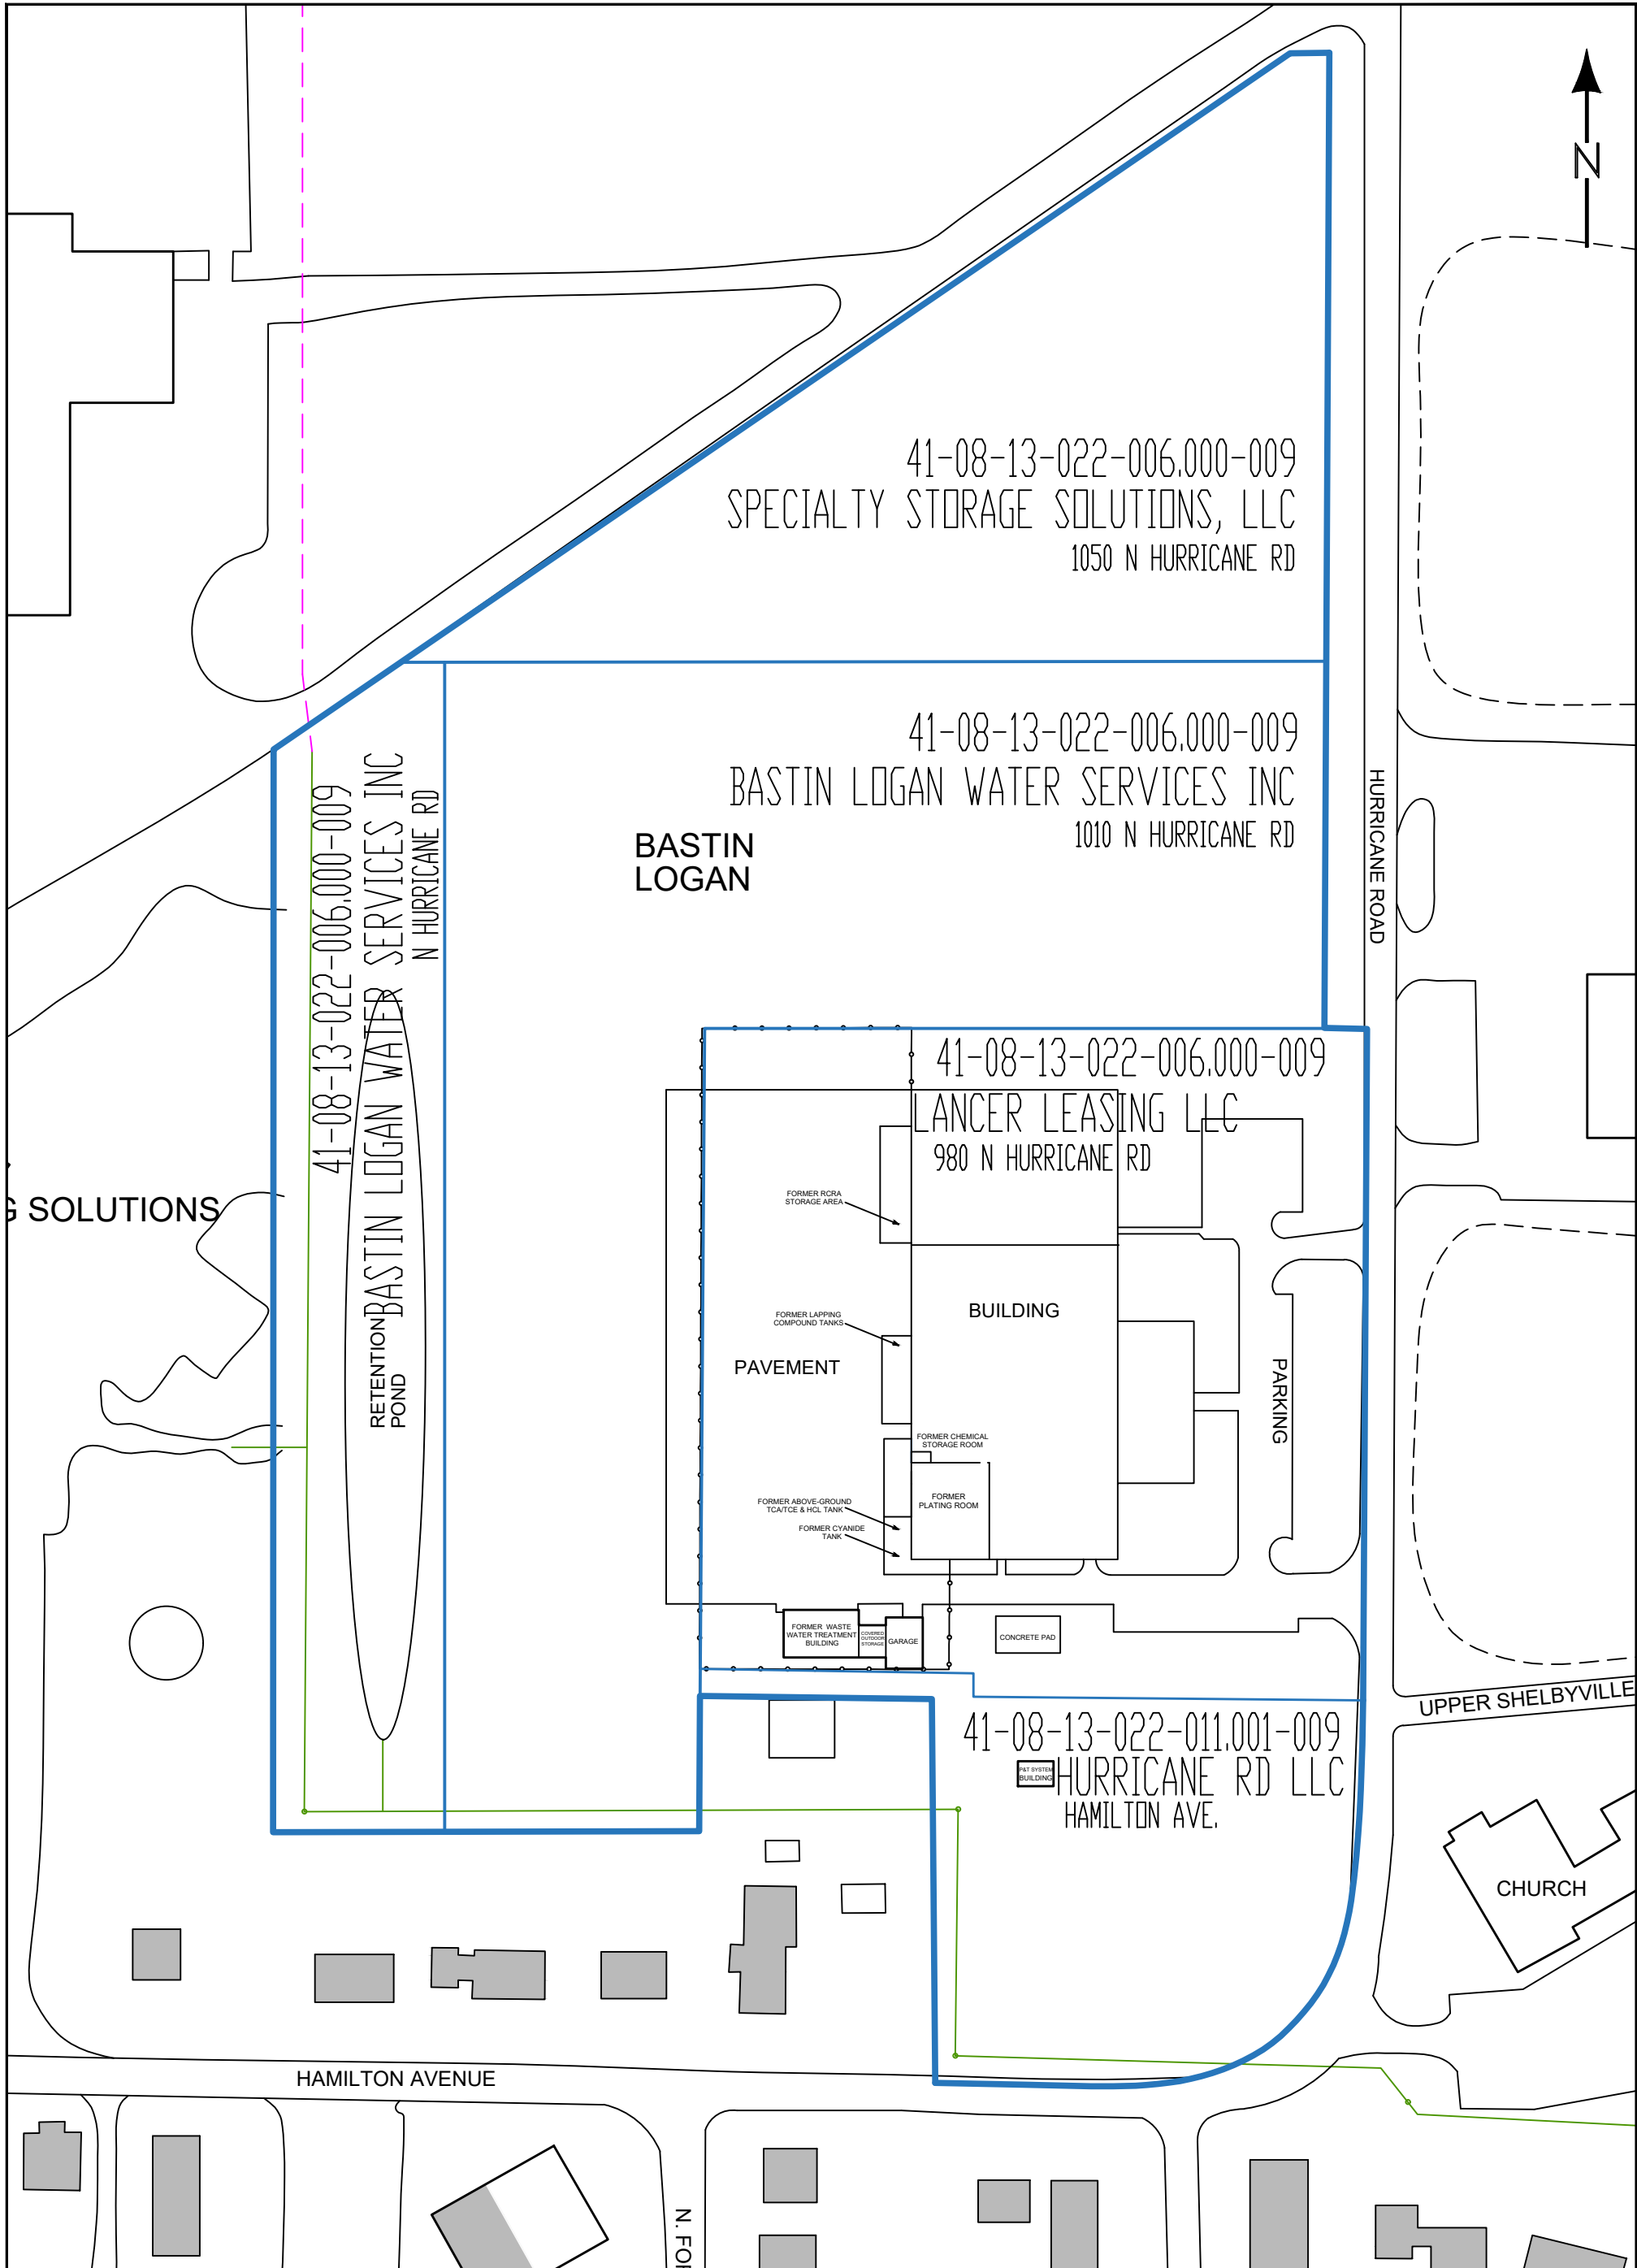 N
41-08-13-022-006.000-009
SPECIALTY STORAGE SOLUTIONS, LLC
1050 N HURRICANE RD
41-08-13-022-006.000-009
BASTIN LOGAN WATER SERVICES INC
1010 N HURRICANE RD
HURRICANE ROAD
BASTIN
LOGAN
41-08-13-022-006.000-009
BASTIN LOGAN WATER SERVICES INC
N HURRICANE RD
41-08-13-022-006.000-009
LANCER LEASING LLC
980 N HURRICANE RD
FORMER RCRA
STORAGE AREA
G SOLUTIONS
BUILDING
FORMER LAPPING
COMPOUND TANKS
PAVEMENT
RETENTION
POND
PARKING
FORMER CHEMICAL
STORAGE ROOM
FORMER
PLATING ROOM
FORMER ABOVE-GROUND
TCA/TCE & HCL TANK
FORMER CYANIDE
TANK
FORMER WASTE
WATER TREATMENT
BUILDING
COVERED
OUTDOOR
STORAGE
GARAGE
CONCRETE PAD
UPPER SHELBYVILLE
41-08-13-022-011.001-009
P&T SYSTEM
BUILDING
HURRICANE RD LLC
HAMILTON AVE.
CHURCH
HAMILTON AVENUE
N. FOR